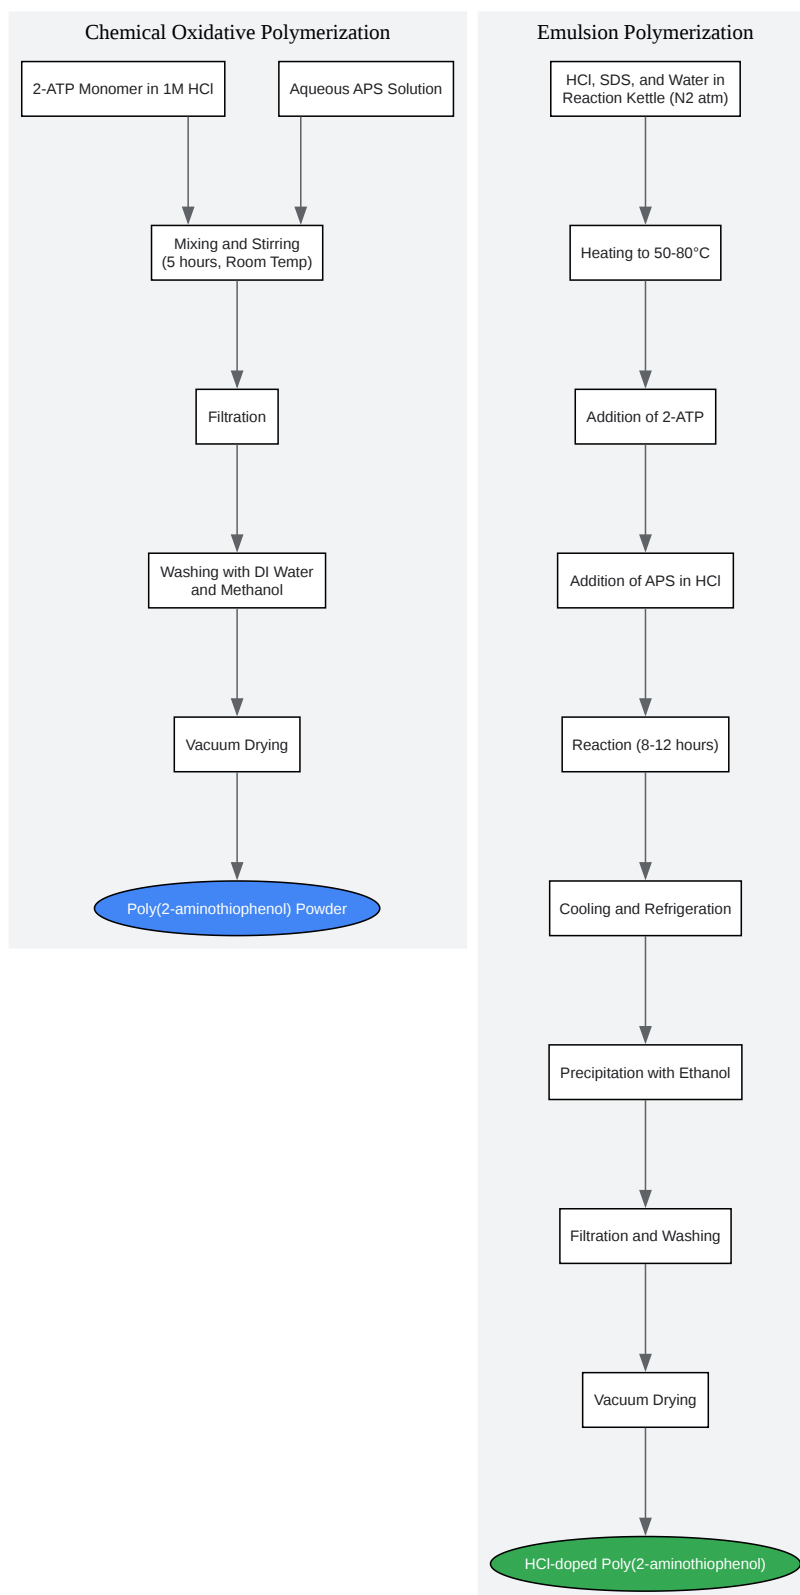 Chemical Oxidative Polymerization
2-ATP Monomer in 1M HCl
Aqueous APS Solution
Mixing and Stirring
(5 hours, Room Temp)
Filtration
Washing with DI Water
and Methanol
Vacuum Drying
Poly(2-aminothiophenol) Powder
Emulsion Polymerization
HCl, SDS, and Water in
Reaction Kettle (N2 atm)
Heating to 50-80°C
Addition of 2-ATP
Addition of APS in HCl
Reaction (8-12 hours)
Cooling and Refrigeration
Precipitation with Ethanol
Filtration and Washing
Vacuum Drying
HCl-doped Poly(2-aminothiophenol)